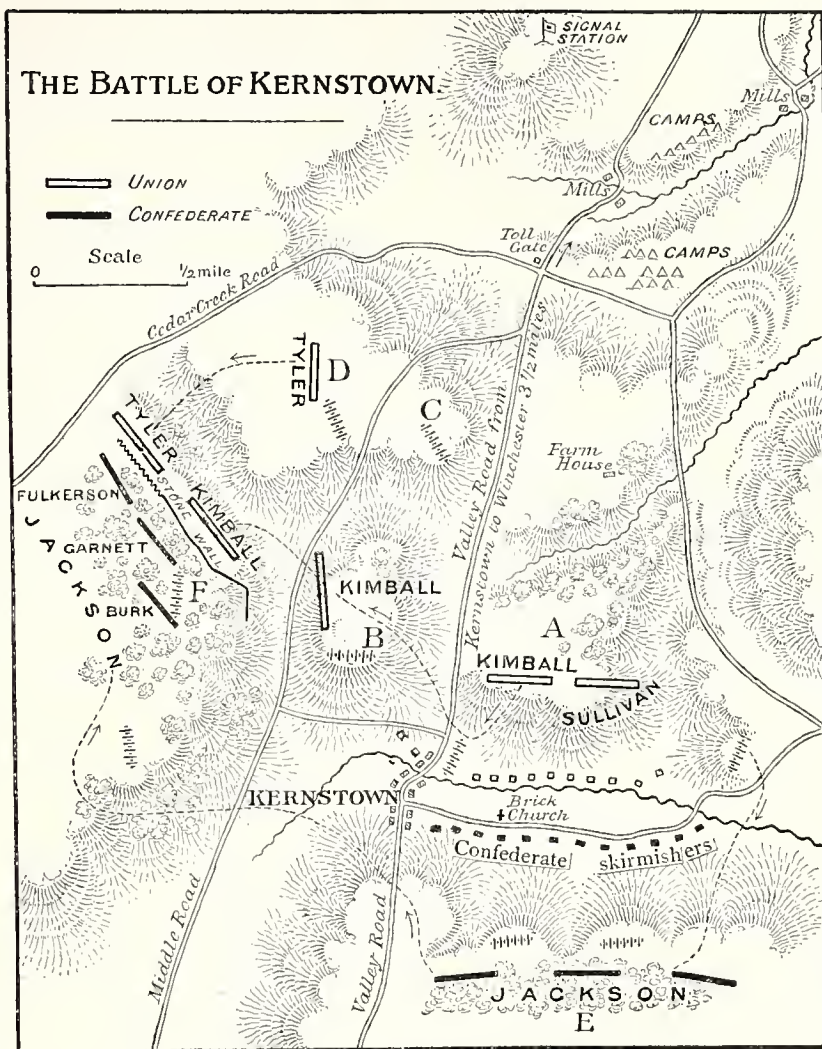 SIGNAL
STATION
THE BATTLE OF KERNSTOWN.
UNION
CONFEDERATE
Scale
0 1/2 mile
Mills
CAMPS
Mills
Toll
Gate
CAMPS
Cedar Creek Road
TYLER
D
C
Valley Road from
Kernstown to Winchester 3 1/2 miles
Farm
House
TYLER
STONE WALL
KIMBALL
FULKERSON
GARNETT
BURK
JACKSON
F
KIMBALL
B
A
KIMBALL
SULLIVAN
KERNSTOWN
Brick
Church
Confederate skirmishers
Middle Road
Valley Road
JACKSON
E